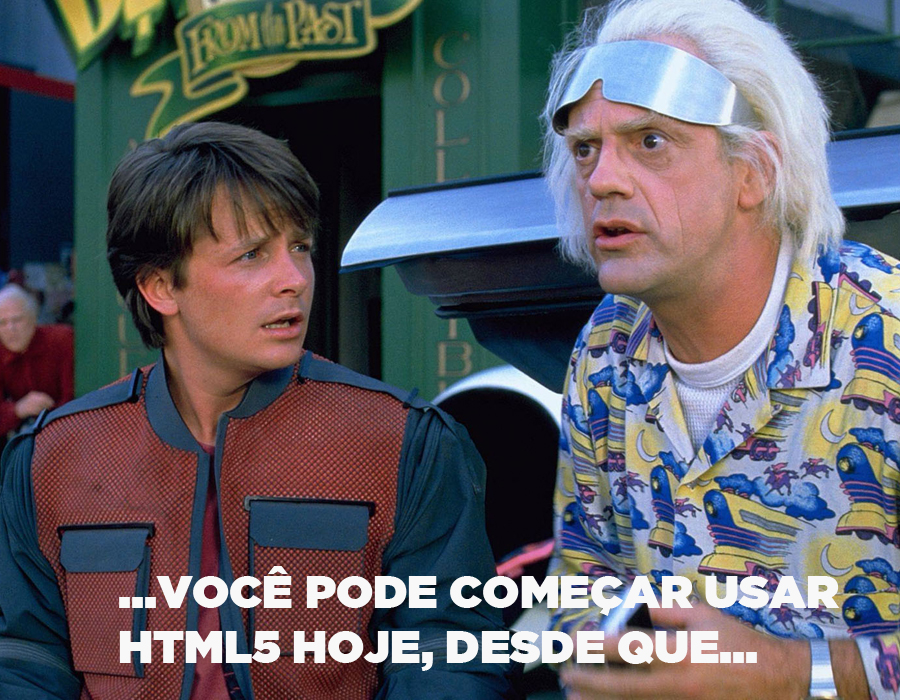 FROM the PAST
...VOCÊ PODE COMEÇAR USAR
HTML5 HOJE, DESDE QUE...